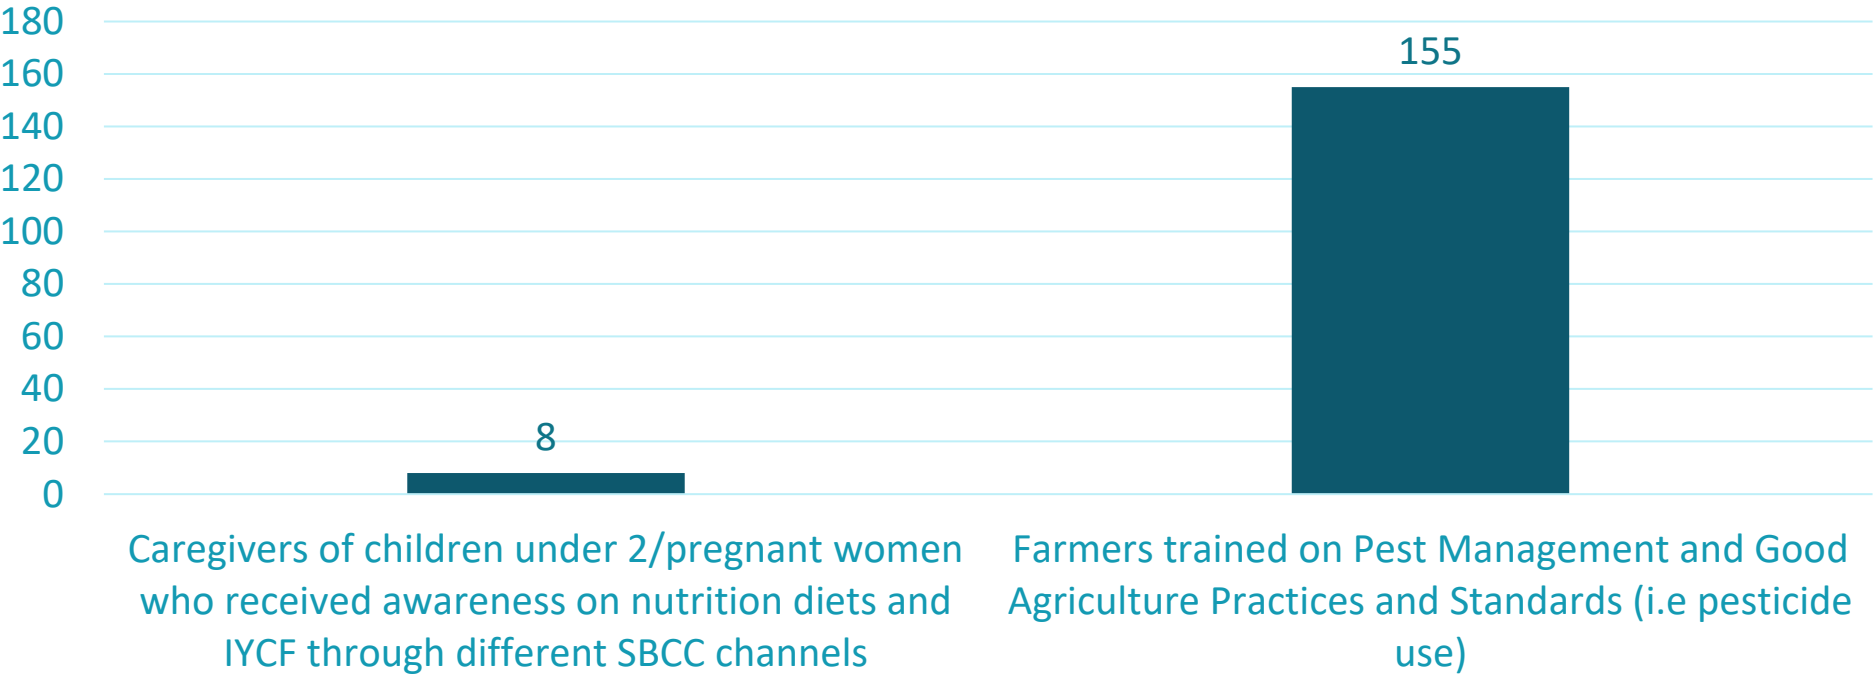 180
160
140
120
100
80
60
40
20
0
155
8
Caregivers of children under 2/pregnant women
who received awareness on nutrition diets and
IYCF through different SBCC channels
Farmers trained on Pest Management and Good
Agriculture Practices and Standards (i.e pesticide
use)